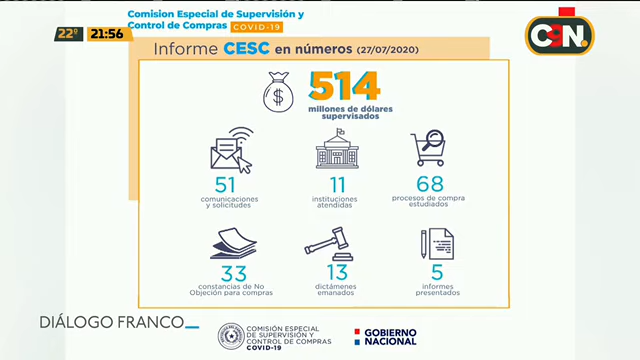 Comision Especial de Supervisión y
Control de Compras COVID-19
22º 21:56
C9N.
Informe CESC en números (27/07/2020)
$
514
millones de dólares
supervisados
51
comunicaciones
y solicitudes
11
instituciones
atendidas
68
procesos de compra
estudiados
33
constancias de No
Objeción para compras
13
dictámenes
emanados
5
informes
presentados
DIÁLOGO FRANCO_
COMISIÓN ESPECIAL
DE SUPERVISIÓN Y
CONTROL DE COMPRAS
COVID-19
GOBIERNO
NACIONAL